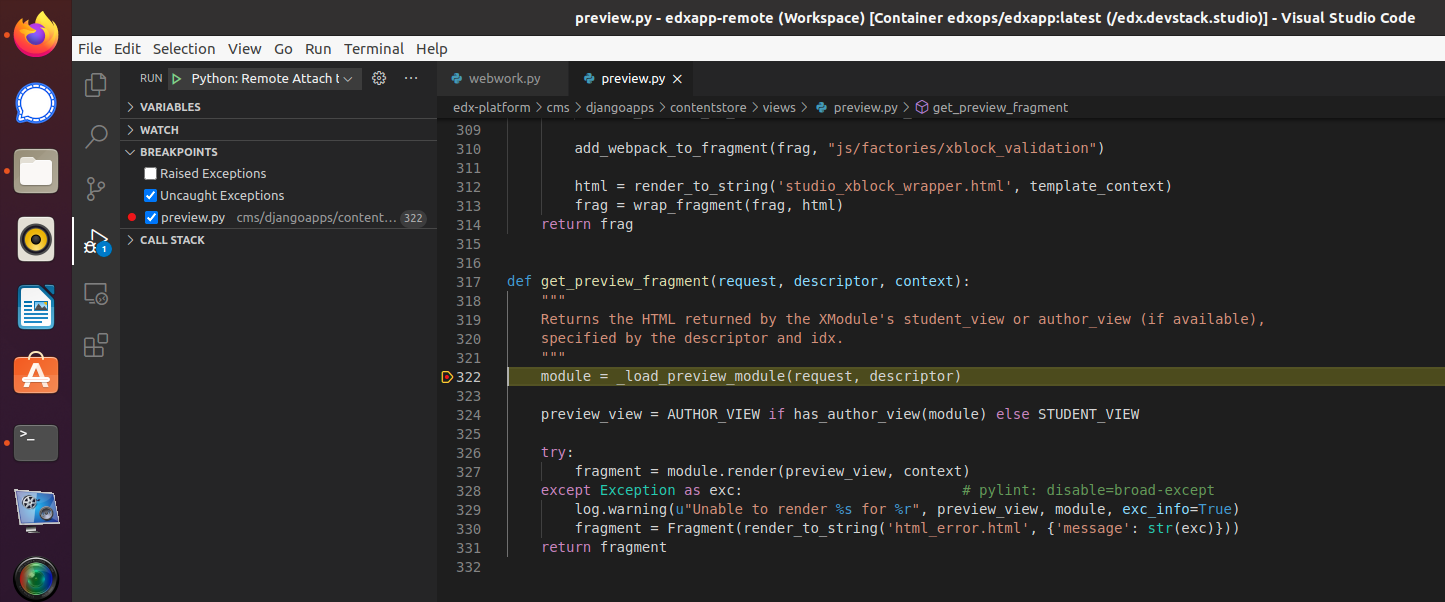 preview.py - edxapp-remote (Workspace) [Container edxops/edxapp:latest (/edx.devstack.studio)] - Visual Studio Code
File Edit Selection View Go Run Terminal Help
RUN Python: Remote Attach t
VARIABLES
WATCH
BREAKPOINTS
Raised Exceptions
Uncaught Exceptions
preview.py cms/djangoapps/content... 322
CALL STACK
1
>_
webwork.py preview.py
edx-platform > cms > djangoapps > contentstore > views > preview.py > get_preview_fragment
309
310 add_webpack_to_fragment(frag, "js/factories/xblock_validation")
311
312 html = render_to_string('studio_xblock_wrapper.html', template_context)
313 frag = wrap_fragment(frag, html)
314 return frag
315
316
317 def get_preview_fragment(request, descriptor, context):
318 """
319 Returns the HTML returned by the XModule's student_view or author_view (if available),
320 specified by the descriptor and idx.
321 """
322 module = _load_preview_module(request, descriptor)
323
324 preview_view = AUTHOR_VIEW if has_author_view(module) else STUDENT_VIEW
325
326 try:
327 fragment = module.render(preview_view, context)
328 except Exception as exc: # pylint: disable=broad-except
329 log.warning(u"Unable to render %s for %r", preview_view, module, exc_info=True)
330 fragment = Fragment(render_to_string('html_error.html', {'message': str(exc)}))
331 return fragment
332